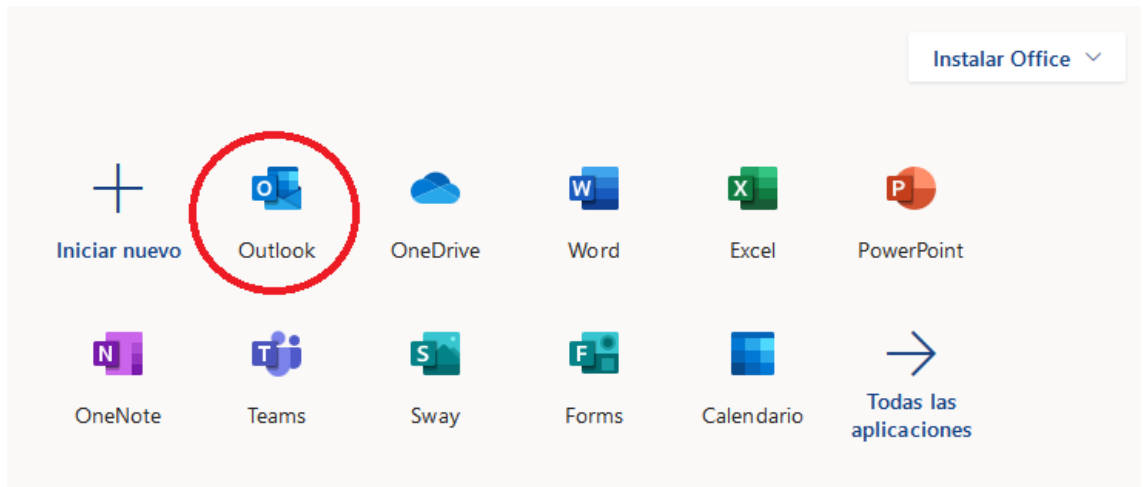 Instalar Office
Iniciar nuevo
O
Outlook
OneDrive
W
Word
X
Excel
P
PowerPoint
N
OneNote
T
Teams
S
Sway
F
Forms
Calendario
Todas las
aplicaciones